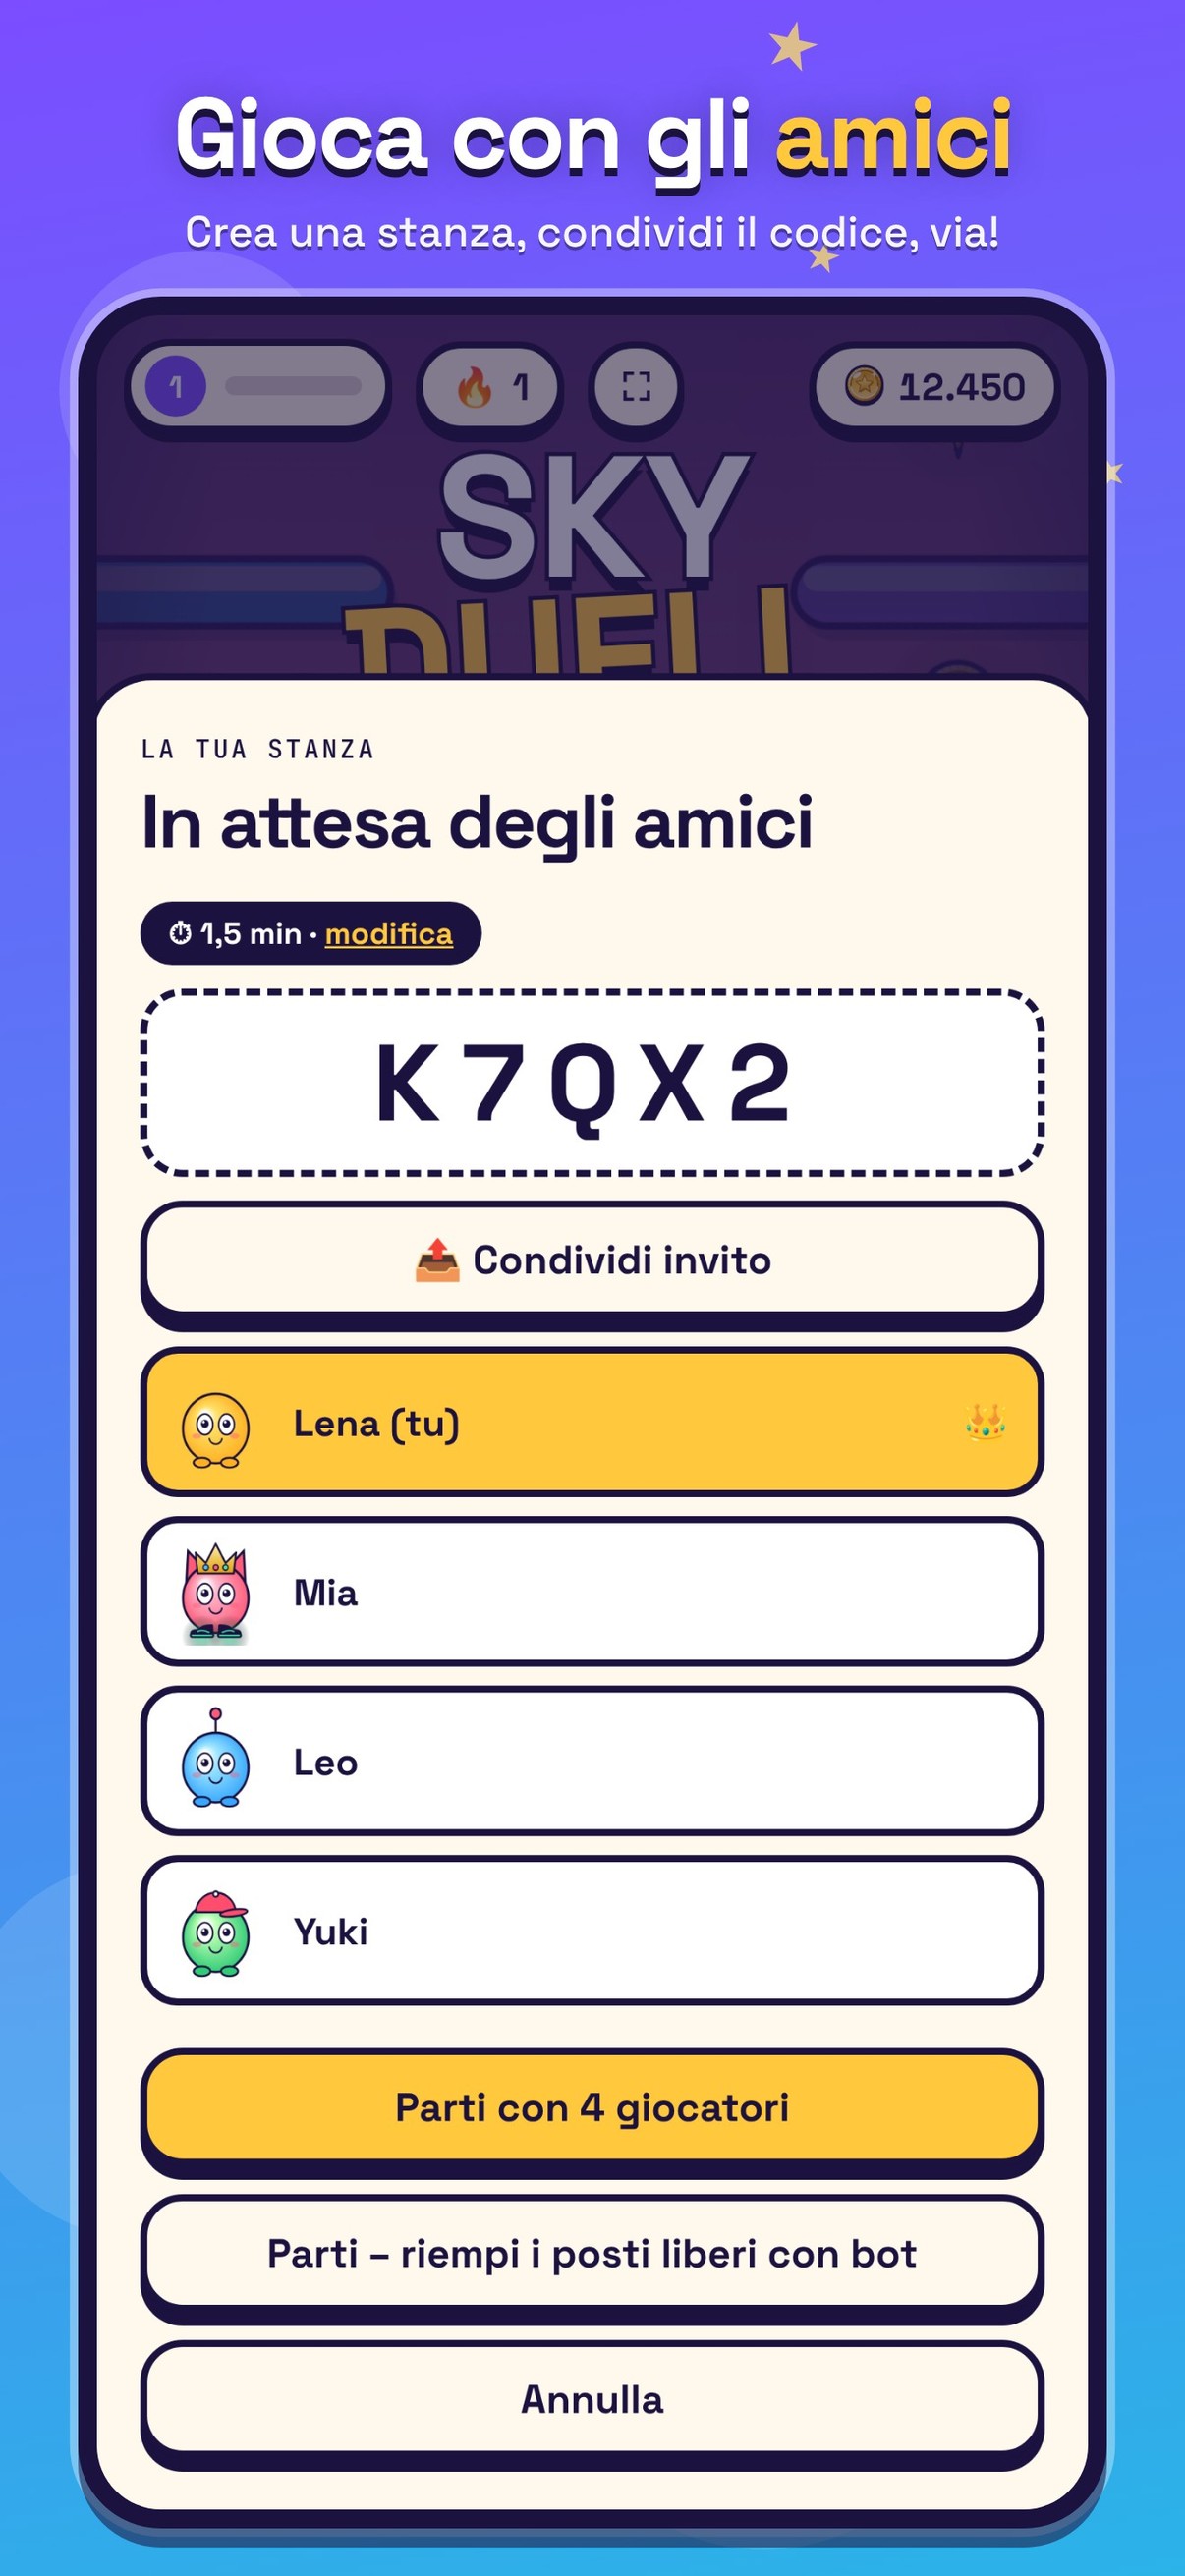 Gioca con gli amici
Crea una stanza, condividi il codice, via!
1
1
12.450
SKY
DUELL
LA TUA STANZA
In attesa degli amici
1,5 min · modifica
K7QX2
Condividi invito
Lena (tu)
Mia
Leo
Yuki
Parti con 4 giocatori
Parti – riempi i posti liberi con bot
Annulla